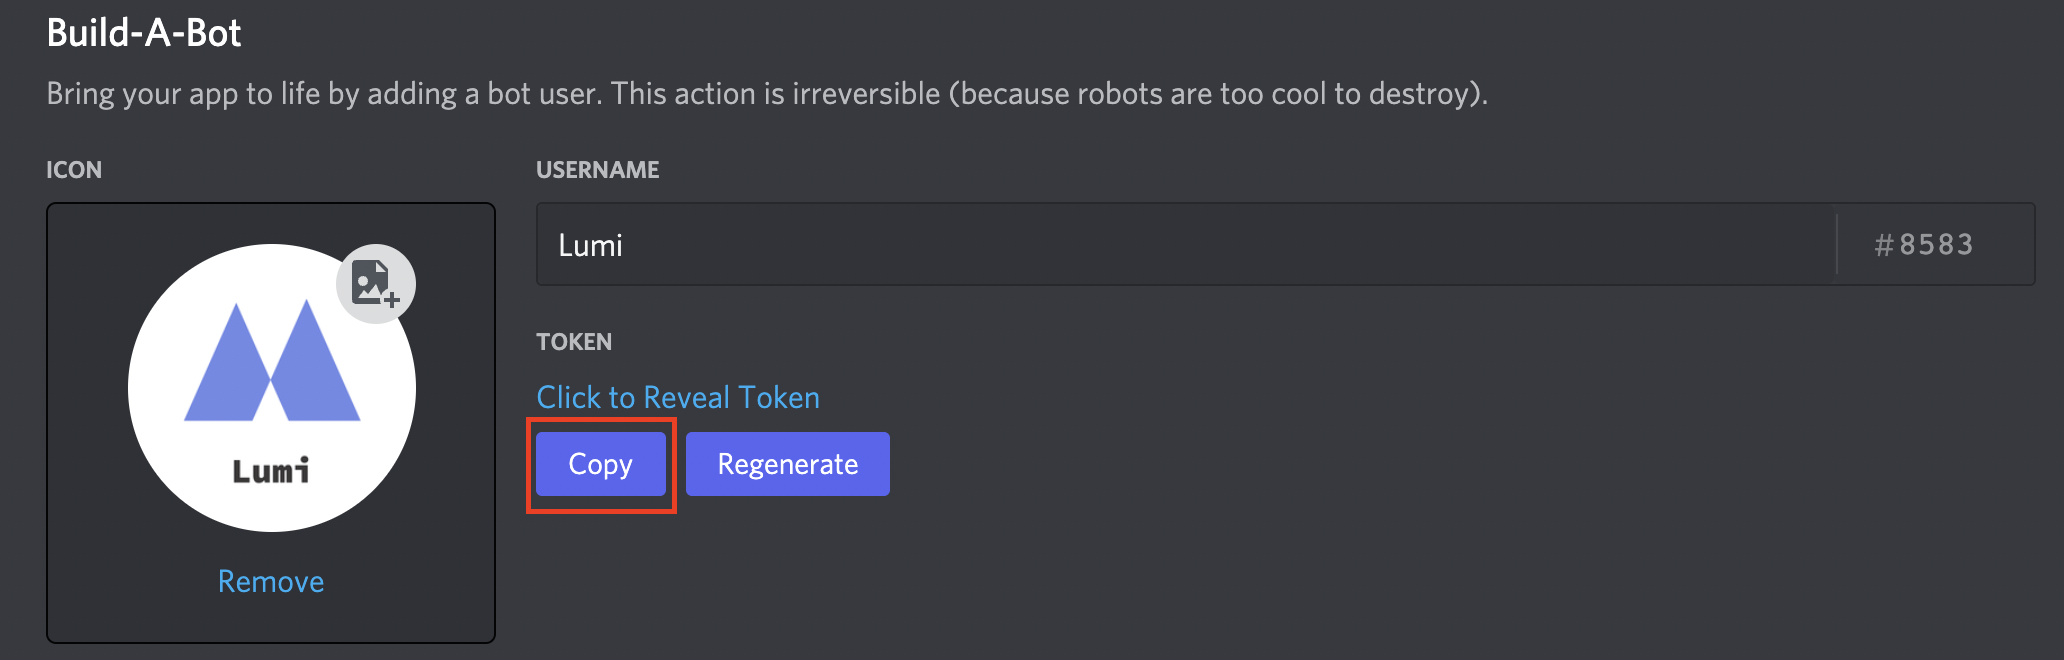 Build-A-Bot
Bring your app to life by adding a bot user. This action is irreversible (because robots are too cool to destroy).
ICON
Lumi
Remove
USERNAME
Lumi #8583
TOKEN
Click to Reveal Token
Copy Regenerate